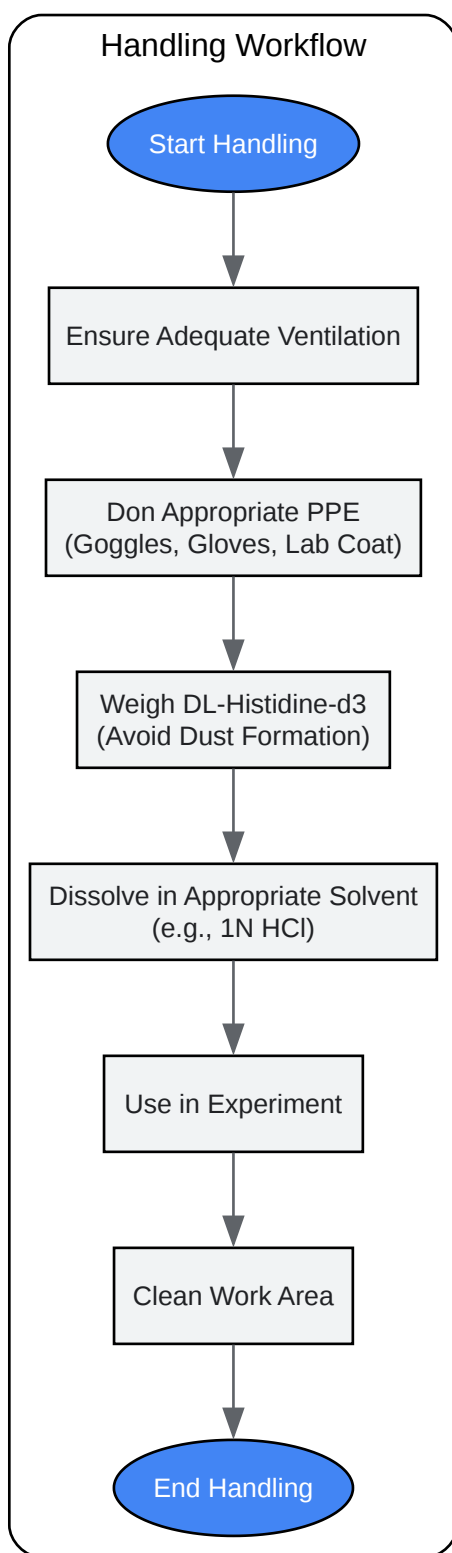 Handling Workflow
Start Handling
Ensure Adequate Ventilation
Don Appropriate PPE
(Goggles, Gloves, Lab Coat)
Weigh DL-Histidine-d3
(Avoid Dust Formation)
Dissolve in Appropriate Solvent
(e.g., 1N HCl)
Use in Experiment
Clean Work Area
End Handling